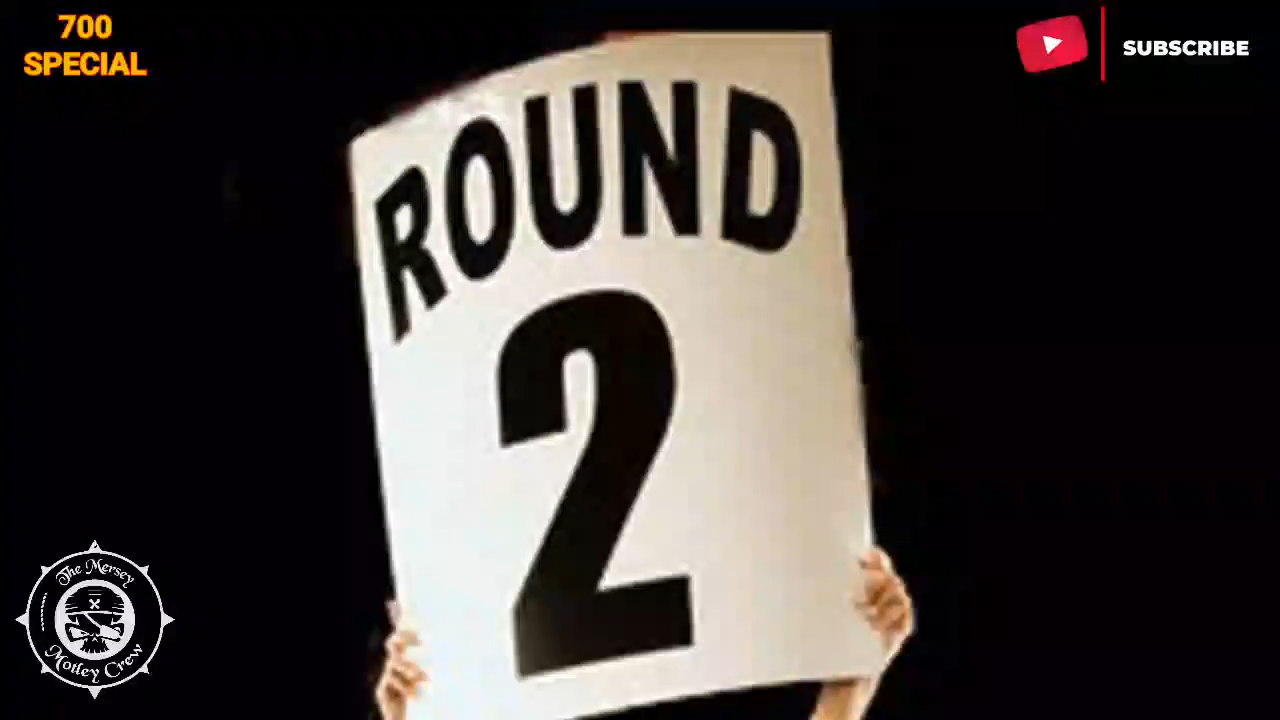 700
SPECIAL
SUBSCRIBE
ROUND
2
The Mersey
Motley Crew